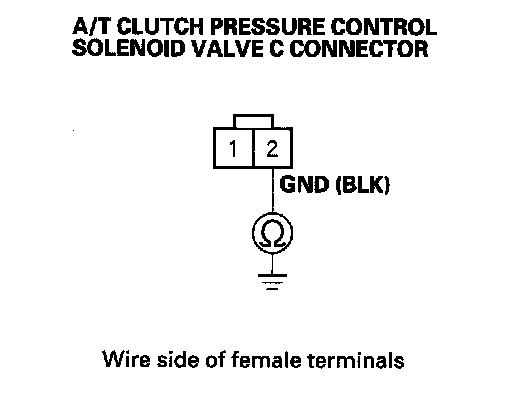 A/T CLUTCH PRESSURE CONTROL
SOLENOID VALVE C CONNECTOR
1 2
GND (BLK)
Ω
Wire side of female terminals